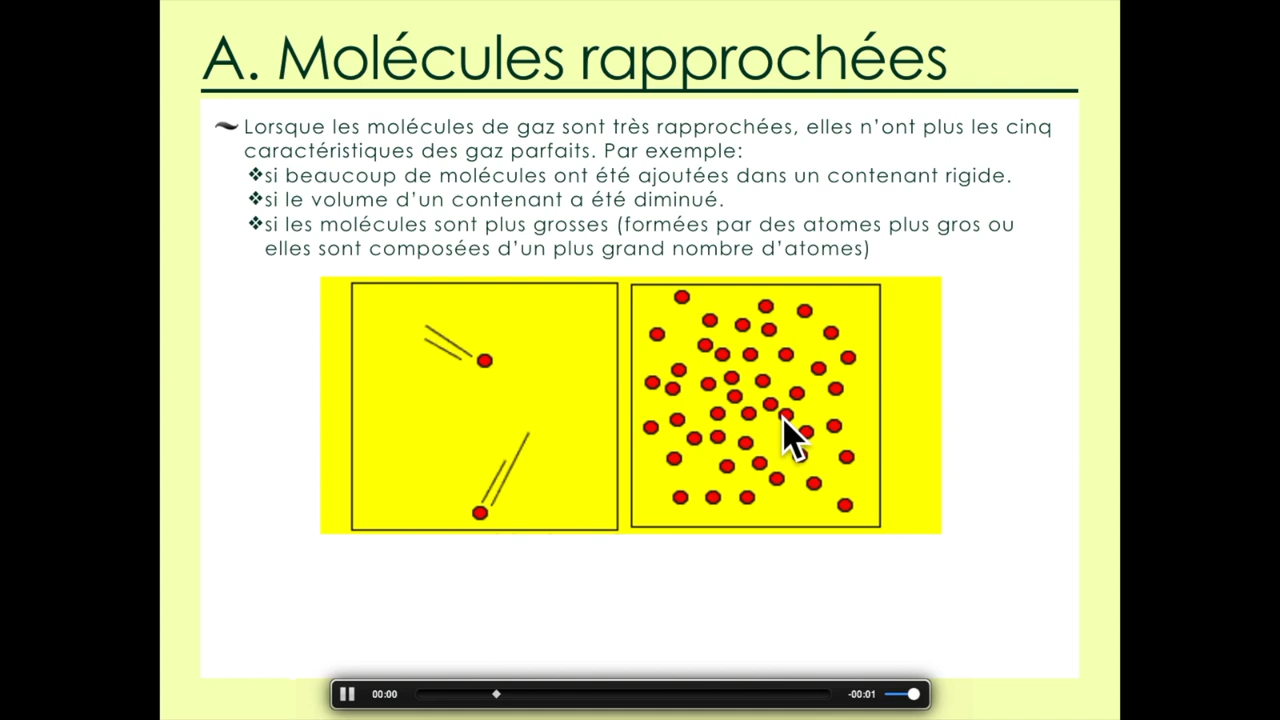 A. Molécules rapprochées
Lorsque les molécules de gaz sont très rapprochées, elles n’ont plus les cinq
caractéristiques des gaz parfaits. Par exemple:
❖si beaucoup de molécules ont été ajoutées dans un contenant rigide.
❖si le volume d’un contenant a été diminué.
❖si les molécules sont plus grosses (formées par des atomes plus gros ou
elles sont composées d’un plus grand nombre d’atomes)
00:00 -00:01